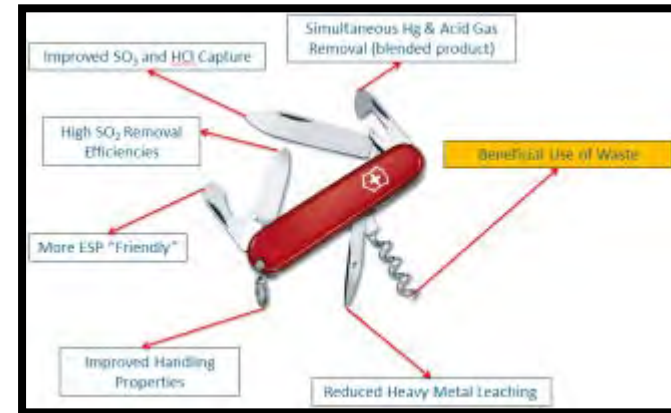 Simultaneous Hg & Acid Gas
Removal (blended product)
Improved SO₃ and HCl Capture
High SO₂ Removal
Efficiencies
Beneficial Use of Waste
More ESP "Friendly"
Improved Handling
Properties
Reduced Heavy Metal Leaching